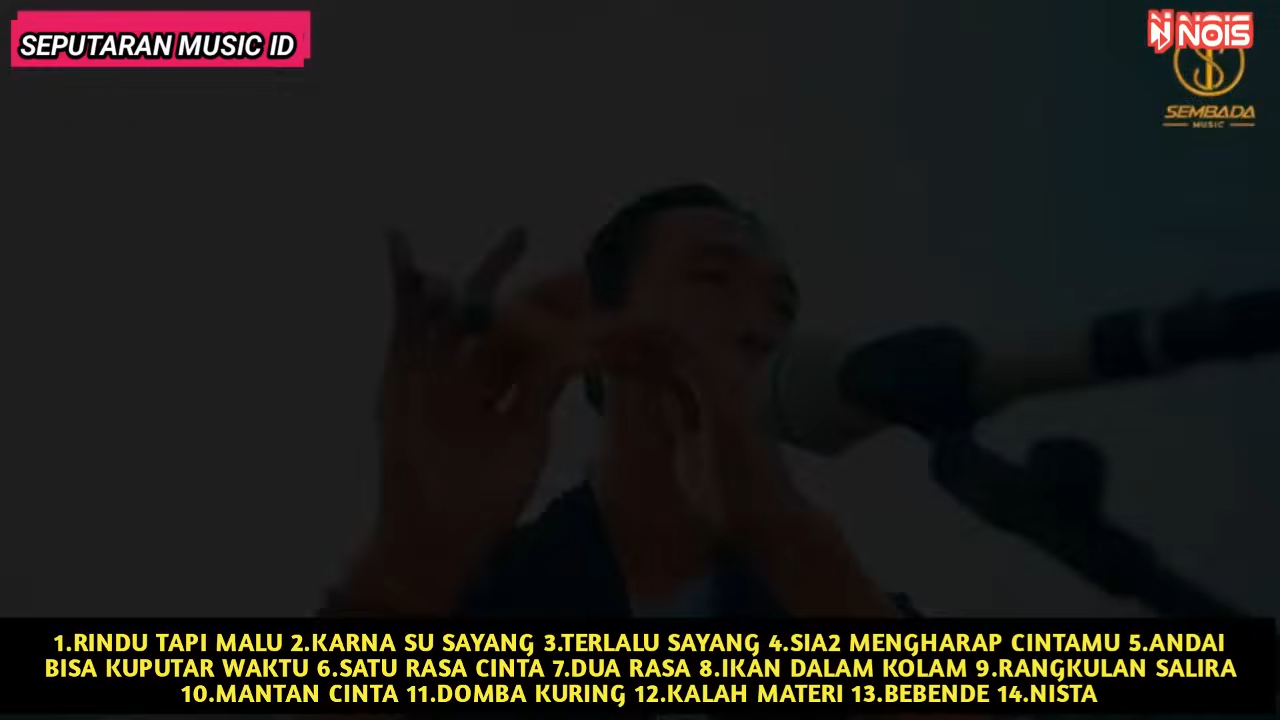 SEPUTARAN MUSIC ID
NOIS
SEMBADA
MUSIC
1.RINDU TAPI MALU 2.KARNA SU SAYANG 3.TERLALU SAYANG 4.SIA2 MENGHARAP CINTAMU 5.ANDAI
BISA KUPUTAR WAKTU 6.SATU RASA CINTA 7.DUA RASA 8.IKAN DALAM KOLAM 9.RANGKULAN SALIRA
10.MANTAN CINTA 11.DOMBA KURING 12.KALAH MATERI 13.BEBENDE 14.NISTA